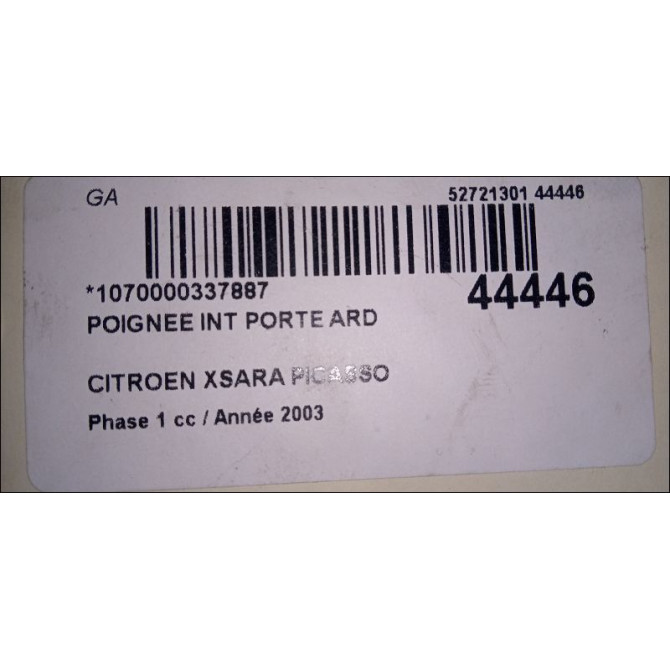 GA
52721301 44446
*1070000337887
44446
POIGNEE INT PORTE ARD
CITROEN XSARA PICASSO
Phase 1 cc / Année 2003